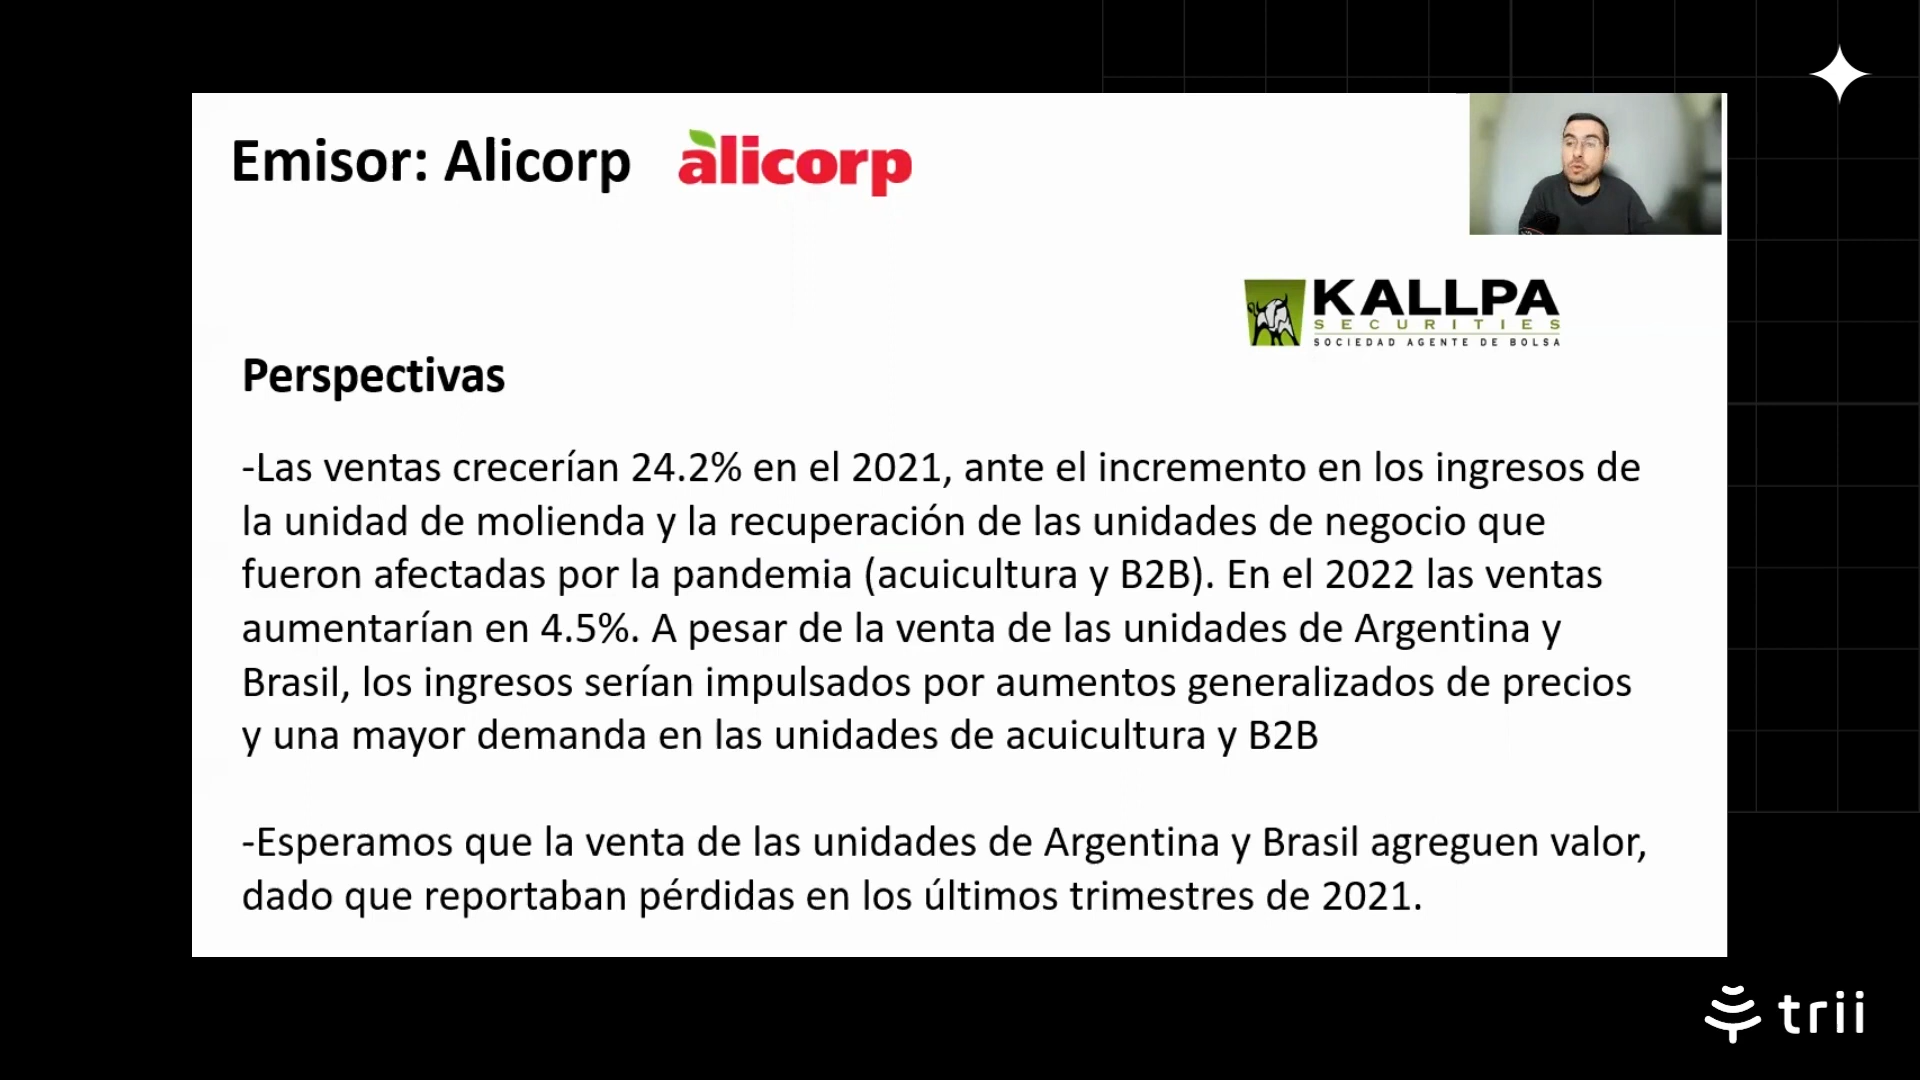 Emisor: Alicorp
alicorp
KALLPA
SECURITIES
SOCIEDAD AGENTE DE BOLSA
Perspectivas
-Las ventas crecerían 24.2% en el 2021, ante el incremento en los ingresos de
la unidad de molienda y la recuperación de las unidades de negocio que
fueron afectadas por la pandemia (acuicultura y B2B). En el 2022 las ventas
aumentarían en 4.5%. A pesar de la venta de las unidades de Argentina y
Brasil, los ingresos serían impulsados por aumentos generalizados de precios
y una mayor demanda en las unidades de acuicultura y B2B
-Esperamos que la venta de las unidades de Argentina y Brasil agreguen valor,
dado que reportaban pérdidas en los últimos trimestres de 2021.
trii